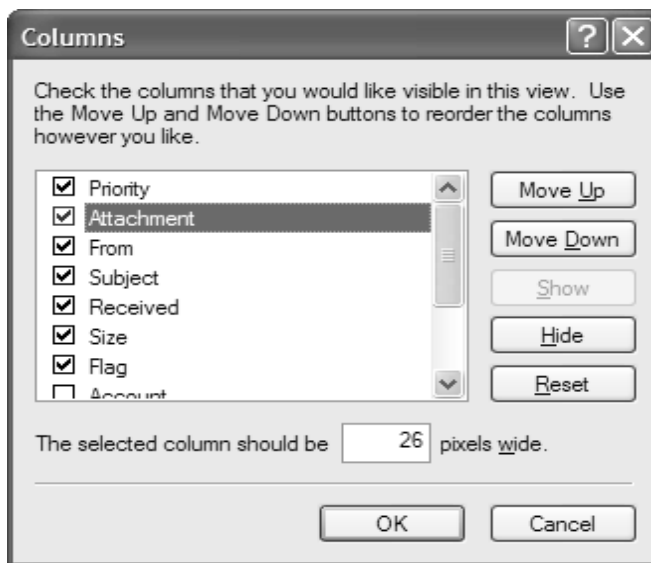 Columns
Check the columns that you would like visible in this view. Use
the Move Up and Move Down buttons to reorder the columns
however you like.
Priority
Attachment
From
Subject
Received
Size
Flag
Account
Move Up
Move Down
Show
Hide
Reset
The selected column should be 26 pixels wide.
OK
Cancel